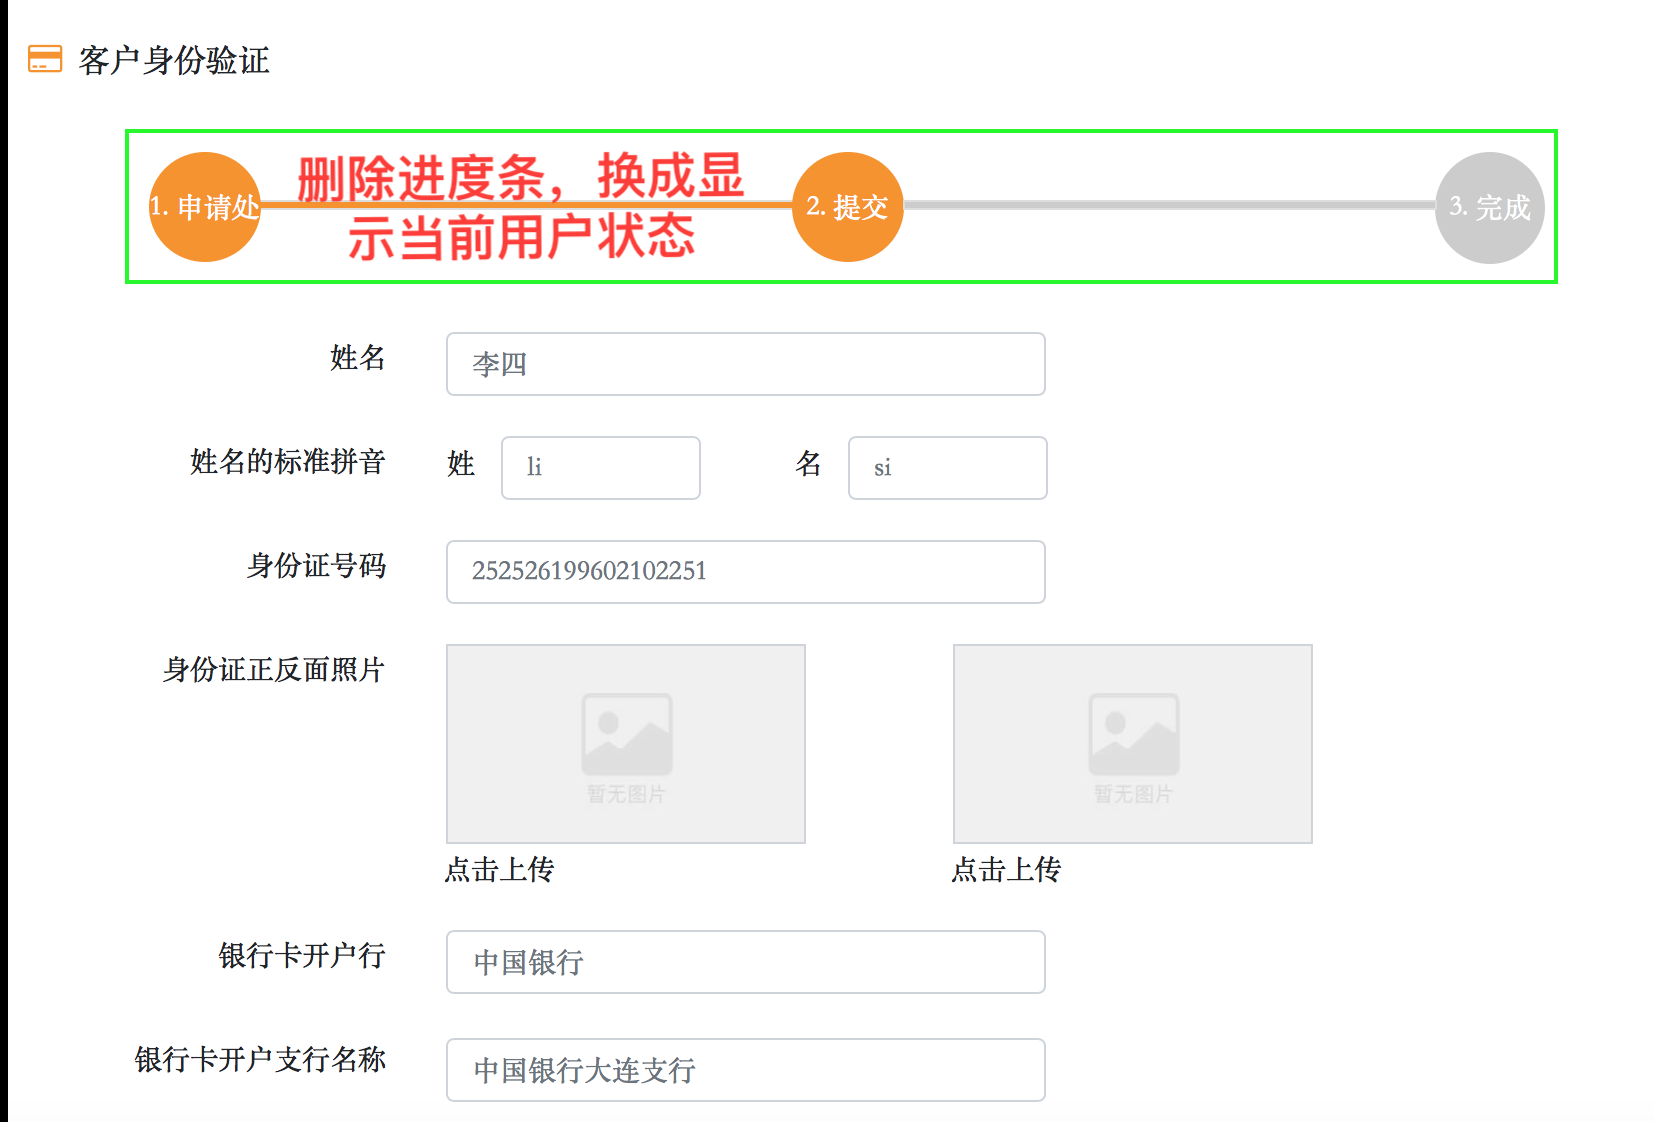 客户身份验证
删除进度条，换成显
示当前用户状态
1. 申请处
2. 提交
3. 完成
姓名
李四
姓名的标准拼音
姓
li
名
si
身份证号码
252526199602102251
身份证正反面照片
暂无图片
暂无图片
点击上传
点击上传
银行卡开户行
中国银行
银行卡开户支行名称
中国银行大连支行